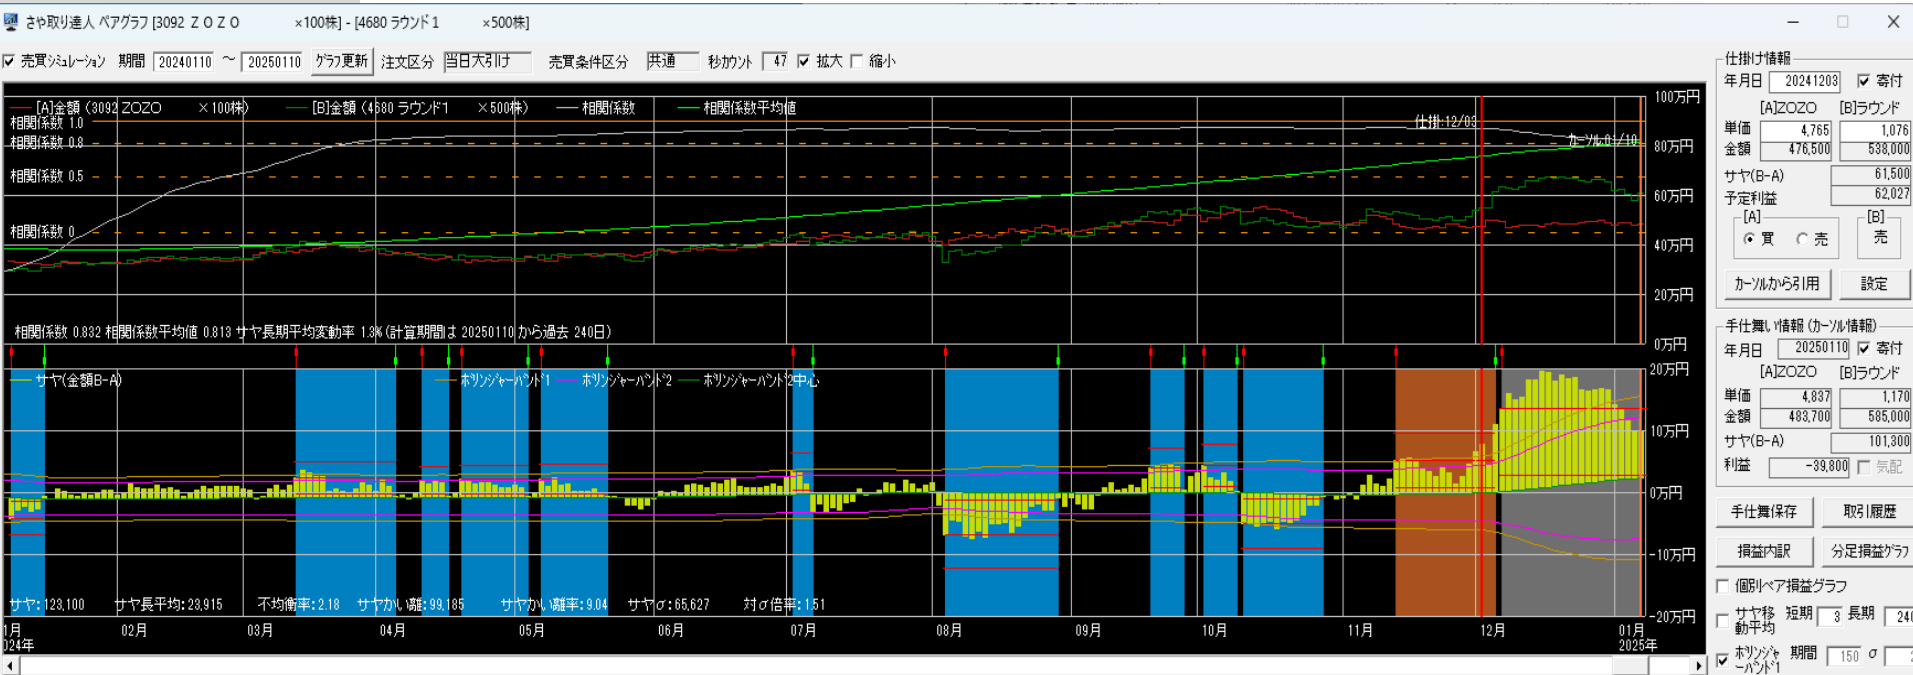 さや取り達人 ペアグラフ [3092 ＺＯＺＯ ×100株] - [4680 ラウンド１ ×500株]
売買シミュレーション 期間 20240110 ～ 20250110 グラフ更新 注文区分 当日大引け 売買条件区分 共通 秒カウント 47 拡大 縮小
[A]金額 (3092 ZOZO ×100株) [B]金額 (4680 ラウンド1 ×500株) 相関係数 相関係数平均値
相関係数 1.0
相関係数 0.8
相関係数 0.5
相関係数 0
仕掛:12/03
カーソル:01/10
100万円
80万円
60万円
40万円
20万円
0万円
相関係数 0.832 相関係数平均値 0.813 サヤ長期平均変動率 1.3% (計算期間は 20250110 から過去 240日)
サヤ(金額B-A) ボリンジャーバンド1 ボリンジャーバンド2 ボリンジャーバンド2中心
20万円
10万円
0万円
-10万円
-20万円
サヤ:123,100 サヤ長平均:23,915 不均衡率:2.18 サヤかい離:99,185 サヤかい離率:9.04 サヤσ:65,627 対σ倍率:1.51
1月 02月 03月 04月 05月 06月 07月 08月 09月 10月 11月 12月 01月
024年 2025年
仕掛け情報
年月日 20241203 寄付
[A]ZOZO [B]ラウンド
単価 4,765 1,076
金額 476,500 538,000
サヤ(B-A) 61,500
予定利益 62,027
[A] [B]
買 売 売
カーソルから引用 設定
手仕舞い情報 (カーソル情報)
年月日 20250110 寄付
[A]ZOZO [B]ラウンド
単価 4,837 1,170
金額 483,700 585,000
サヤ(B-A) 101,300
利益 -39,800 気配
手仕舞保存 取引履歴
損益内訳 分足損益グラフ
個別ペア損益グラフ
サヤ移動平均 短期 3 長期 240
ボリンジャーバンド1 期間 150 σ